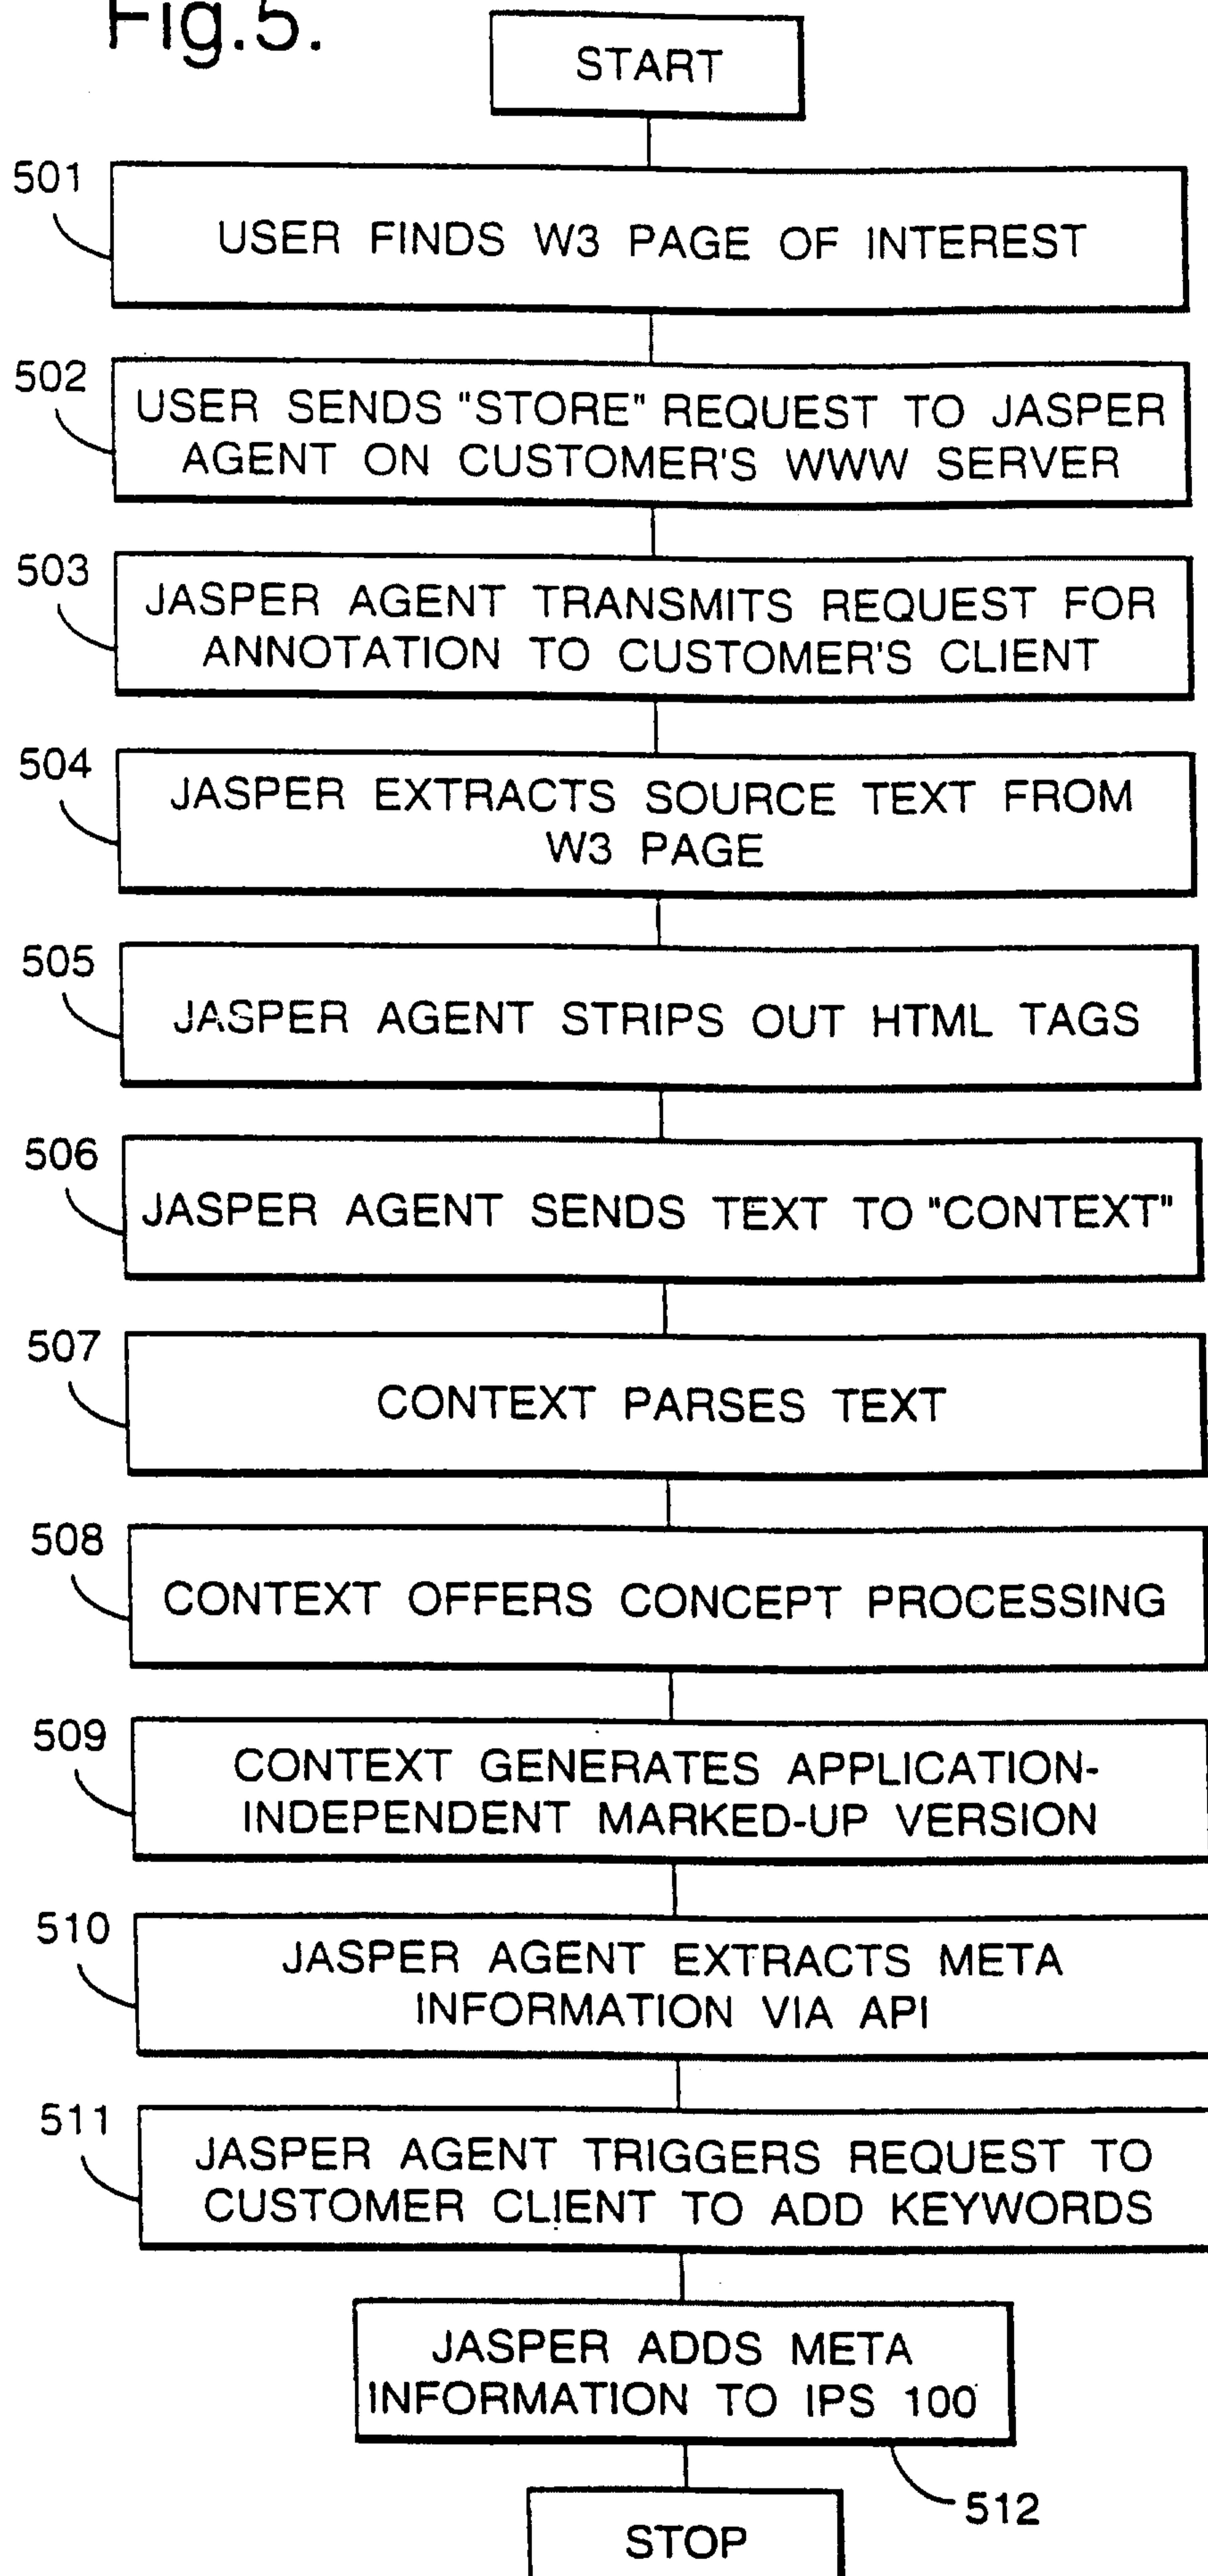 Fig.5.
START
501
USER FINDS W3 PAGE OF INTEREST
502
USER SENDS "STORE" REQUEST TO JASPER
AGENT ON CUSTOMER'S WWW SERVER
503
JASPER AGENT TRANSMITS REQUEST FOR
ANNOTATION TO CUSTOMER'S CLIENT
504
JASPER EXTRACTS SOURCE TEXT FROM
W3 PAGE
505
JASPER AGENT STRIPS OUT HTML TAGS
506
JASPER AGENT SENDS TEXT TO "CONTEXT"
507
CONTEXT PARSES TEXT
508
CONTEXT OFFERS CONCEPT PROCESSING
509
CONTEXT GENERATES APPLICATION-
INDEPENDENT MARKED-UP VERSION
510
JASPER AGENT EXTRACTS META
INFORMATION VIA API
511
JASPER AGENT TRIGGERS REQUEST TO
CUSTOMER CLIENT TO ADD KEYWORDS
JASPER ADDS META
INFORMATION TO IPS 100
512
STOP